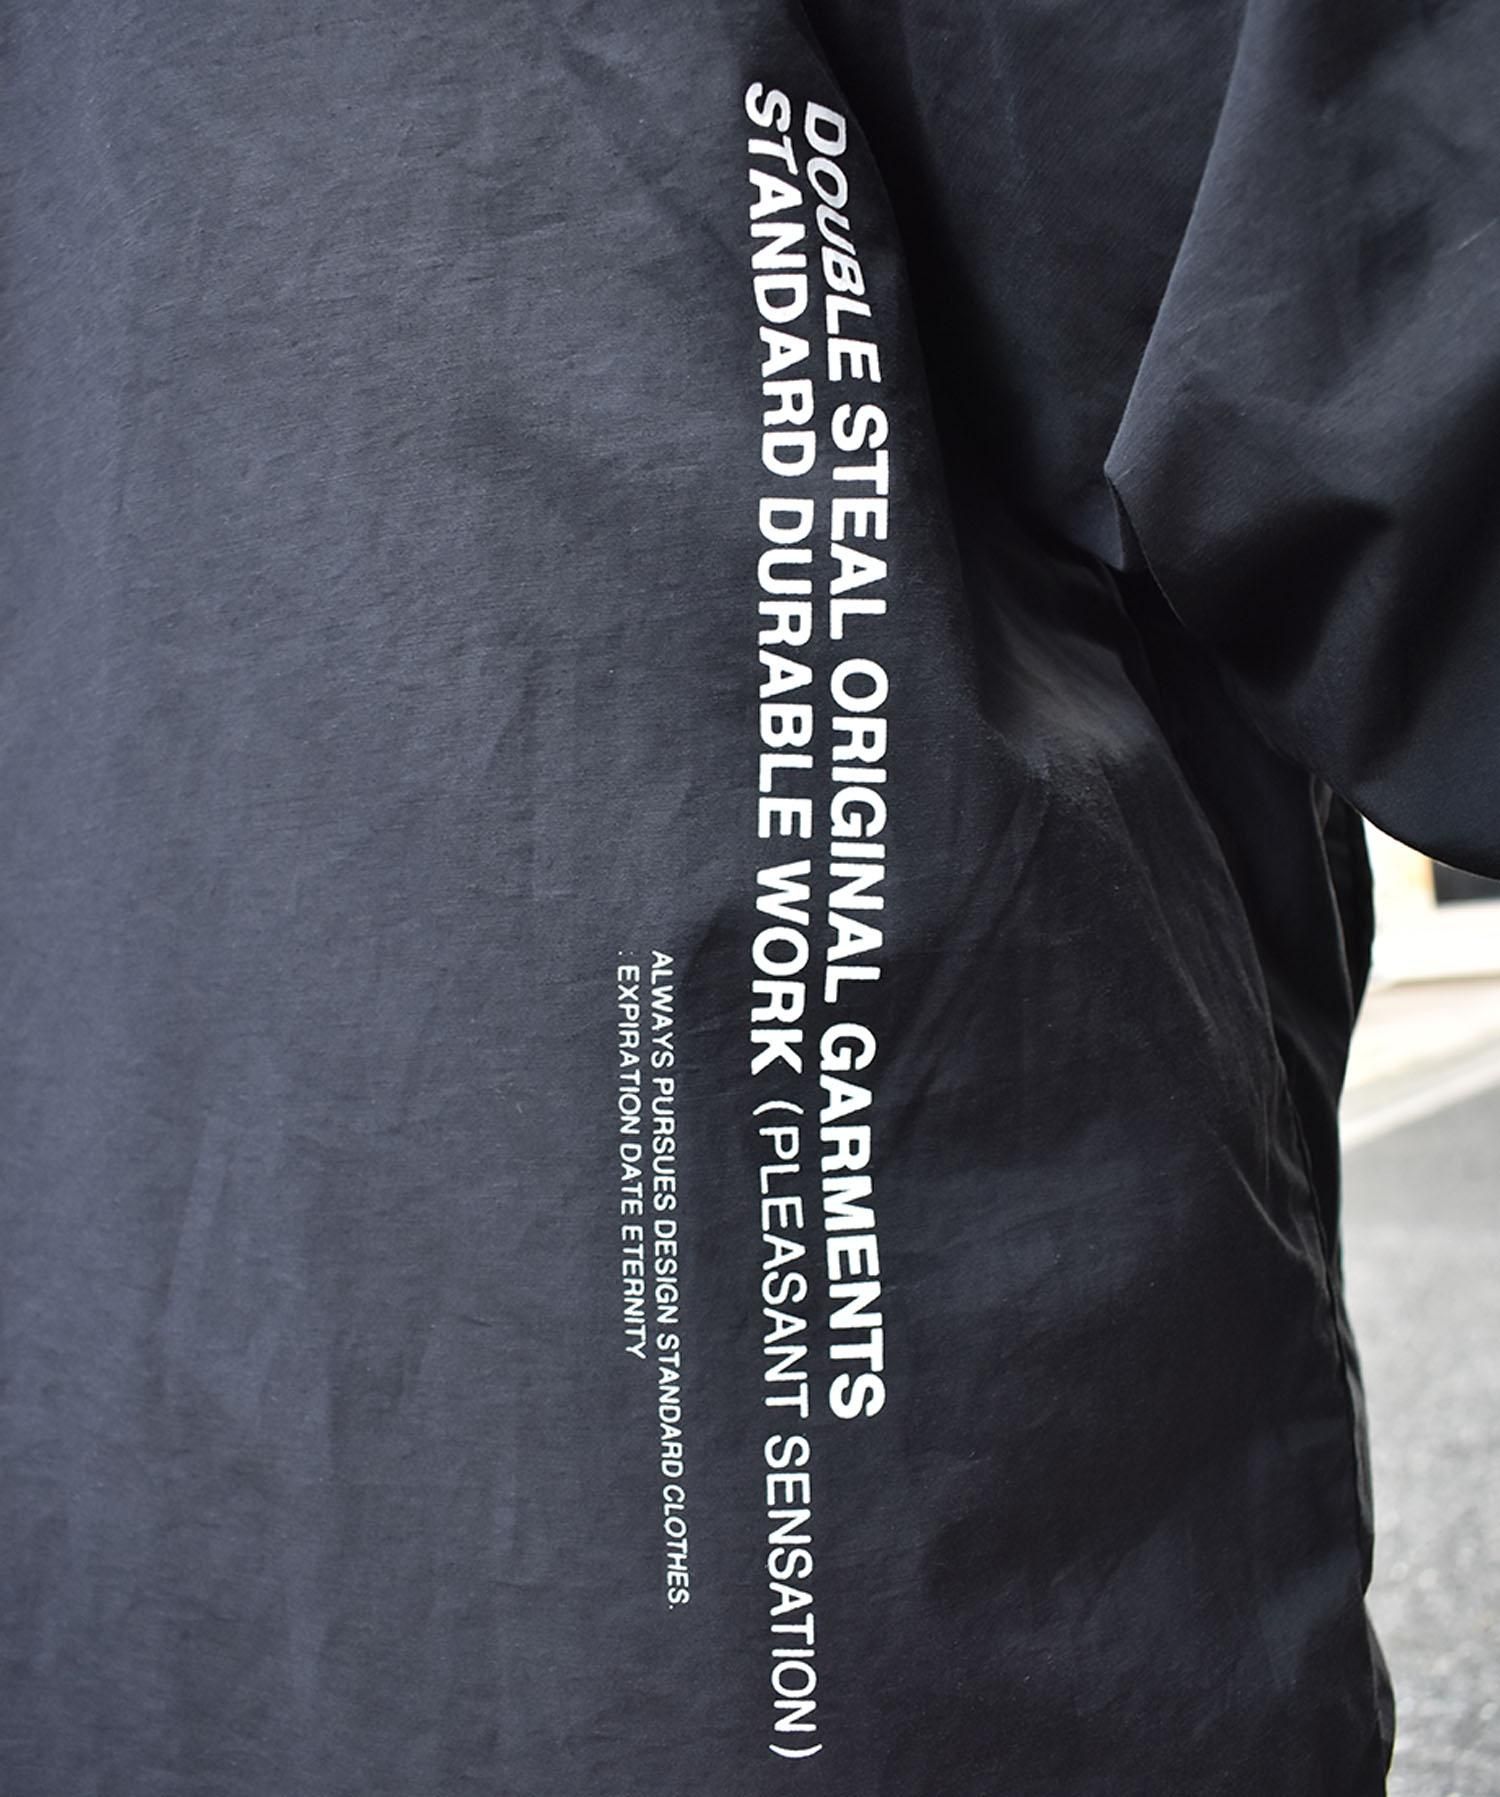 DOUBLE STEAL ORIGINAL GARMENTS
STANDARD DURABLE WORK (PLEASANT SENSATION)
ALWAYS PURSUES DESIGN STANDARD CLOTHES.
: EXPIRATION DATE ETERNITY